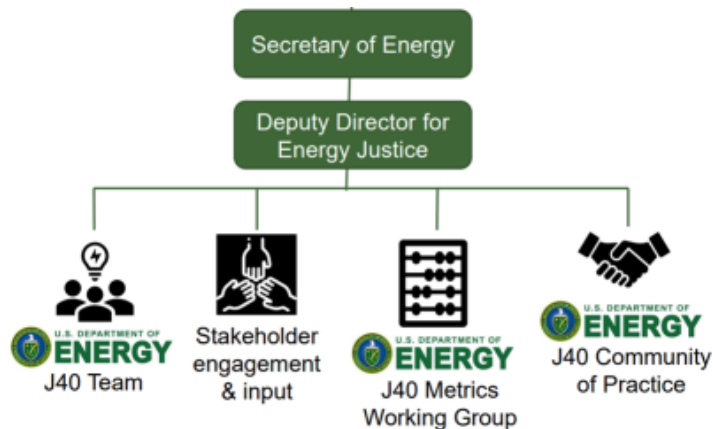 Secretary of Energy
Deputy Director for
Energy Justice
U.S. DEPARTMENT OF
ENERGY
J40 Team
Stakeholder
engagement
& input
U.S. DEPARTMENT OF
ENERGY
J40 Metrics
Working Group
U.S. DEPARTMENT OF
ENERGY
J40 Community
of Practice